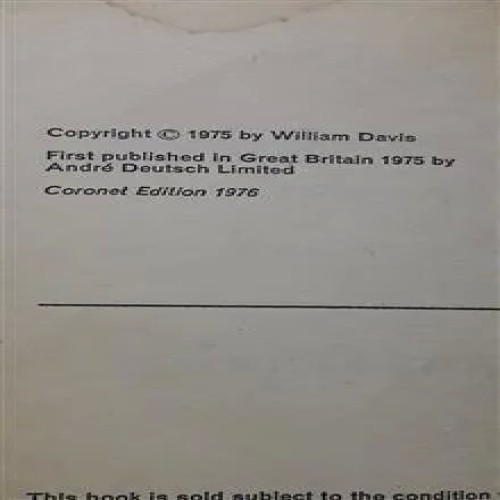 Copyright © 1975 by William Davis
First published in Great Britain 1975 by
André Deutsch Limited
Coronet Edition 1976
This book is sold subject to the condition